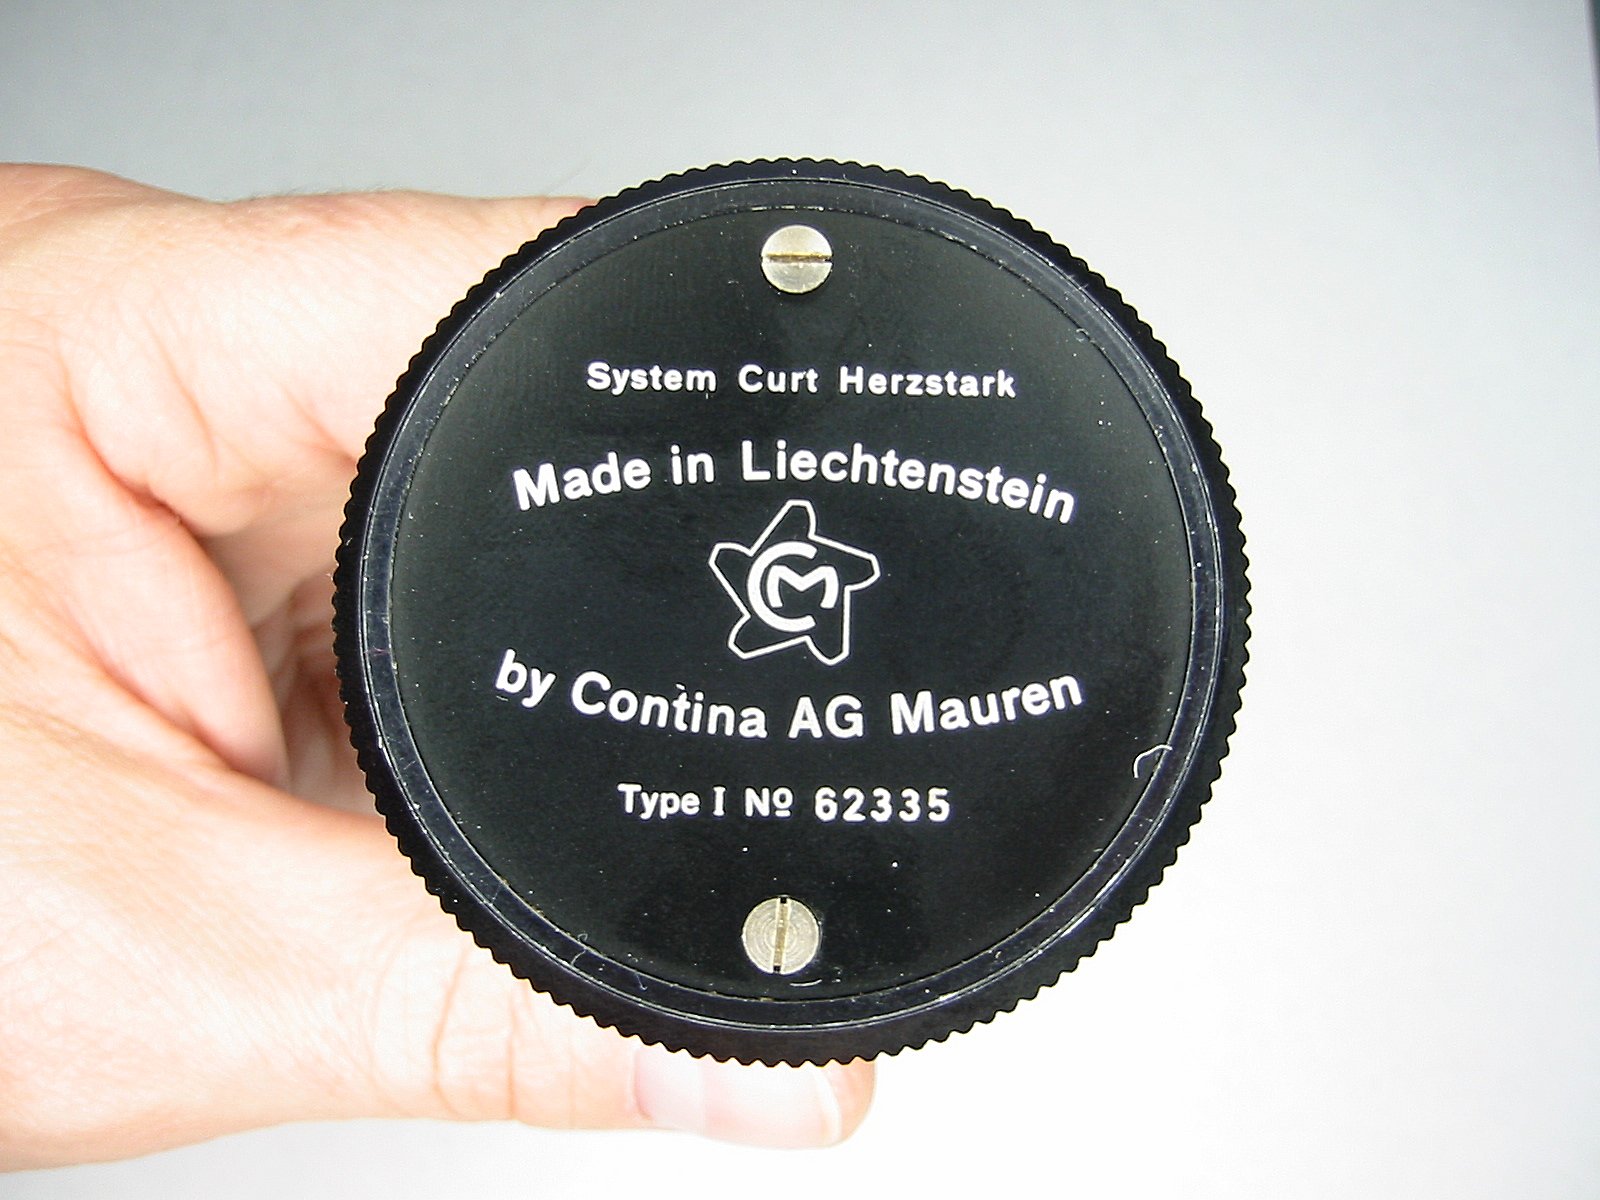 System Curt Herzstark
Made in Liechtenstein
CM
by Contina AG Mauren
Type I Nº 62335